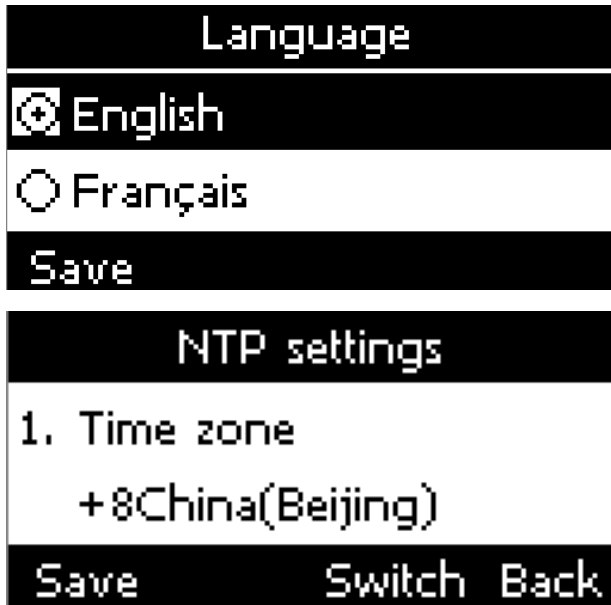 Language
English
Français
Save
NTP settings
1. Time zone
+8China(Beijing)
Save Switch Back